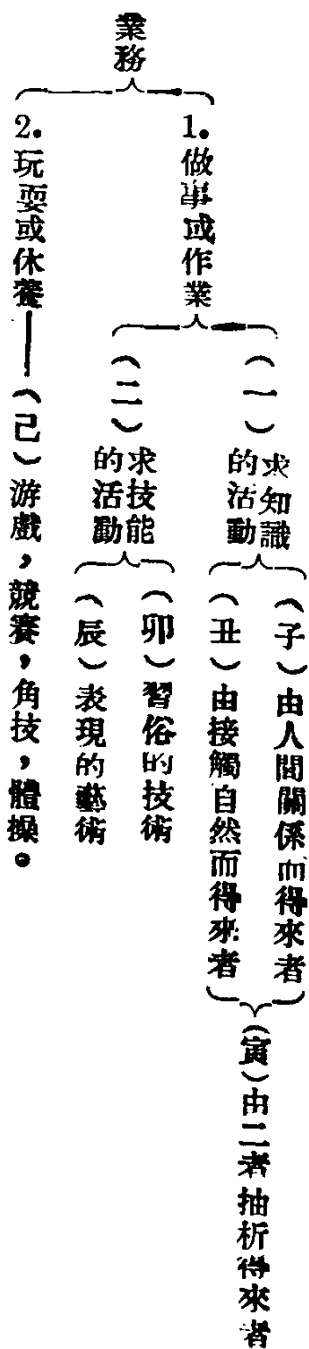 業務
1.做事或作業
(一)求知識
的活動
(子)由人間關係而得來者
(丑)由接觸自然而得來者
(寅)由二者抽析得來者
(二)求技能
的活動
(卯)習俗的技術
(辰)表現的藝術
2.玩耍或休養——(己)游戲,競賽,角技,體操。